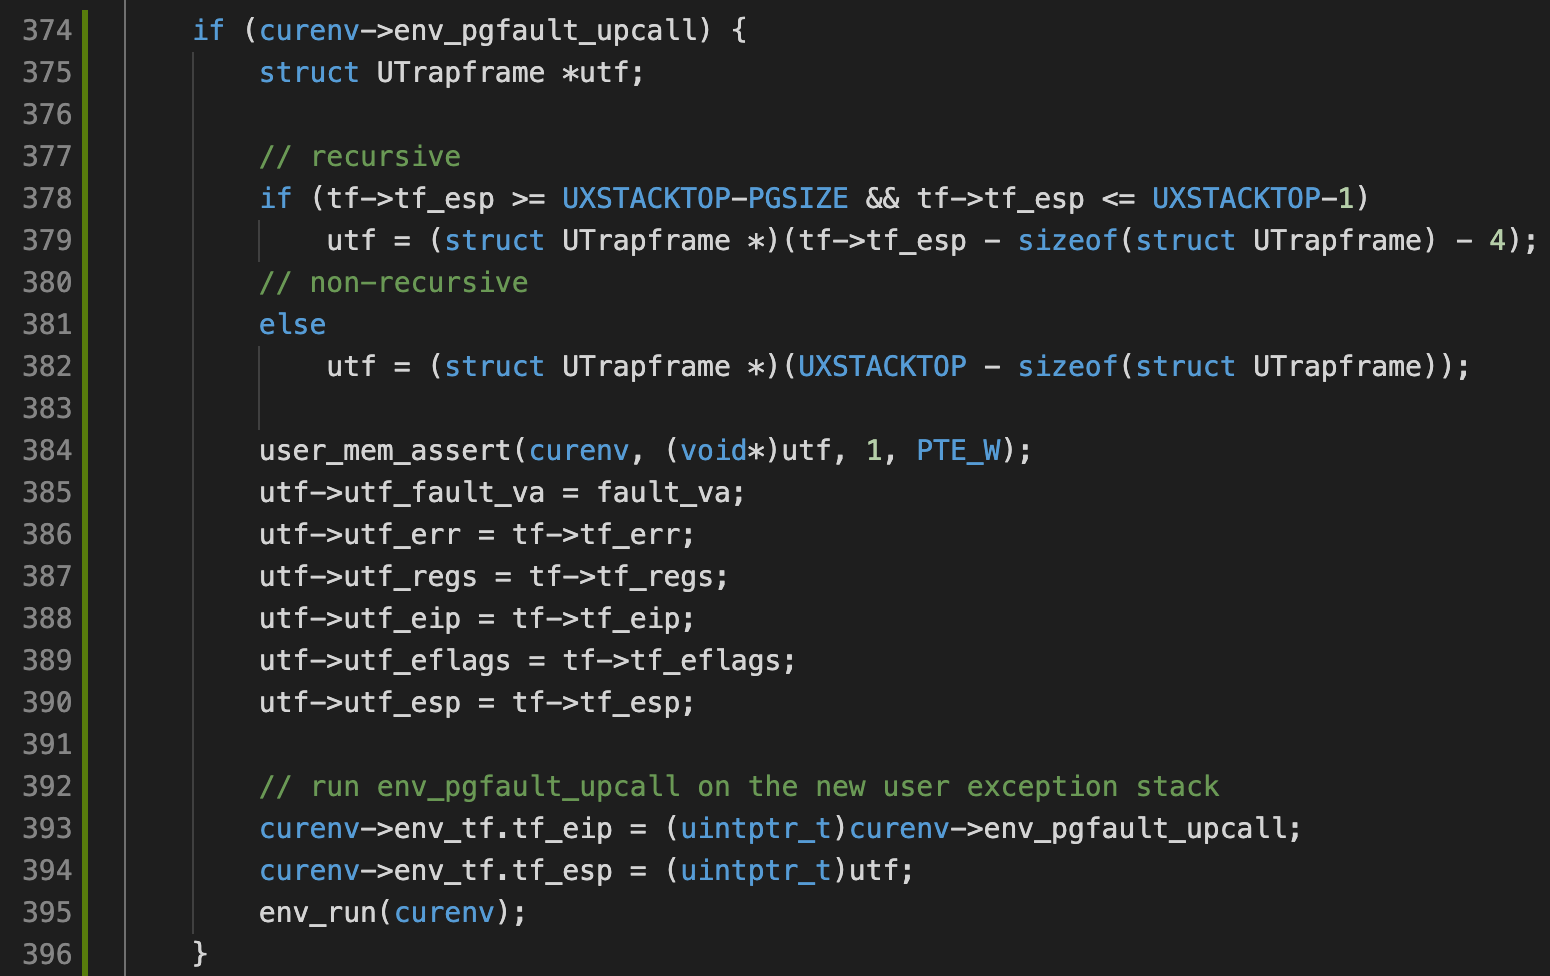 374 if (curenv->env_pgfault_upcall) {
375 struct UTrapframe *utf;
376
377 // recursive
378 if (tf->tf_esp >= UXSTACKTOP-PGSIZE && tf->tf_esp <= UXSTACKTOP-1)
379 utf = (struct UTrapframe *)(tf->tf_esp - sizeof(struct UTrapframe) - 4);
380 // non-recursive
381 else
382 utf = (struct UTrapframe *)(UXSTACKTOP - sizeof(struct UTrapframe));
383
384 user_mem_assert(curenv, (void*)utf, 1, PTE_W);
385 utf->utf_fault_va = fault_va;
386 utf->utf_err = tf->tf_err;
387 utf->utf_regs = tf->tf_regs;
388 utf->utf_eip = tf->tf_eip;
389 utf->utf_eflags = tf->tf_eflags;
390 utf->utf_esp = tf->tf_esp;
391
392 // run env_pgfault_upcall on the new user exception stack
393 curenv->env_tf.tf_eip = (uintptr_t)curenv->env_pgfault_upcall;
394 curenv->env_tf.tf_esp = (uintptr_t)utf;
395 env_run(curenv);
396 }